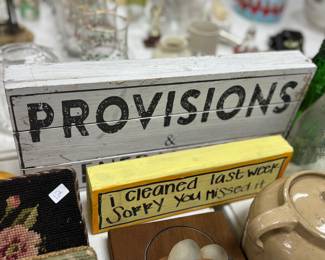 PROVISIONS
&
I cleaned last week
Sorry You Missed it